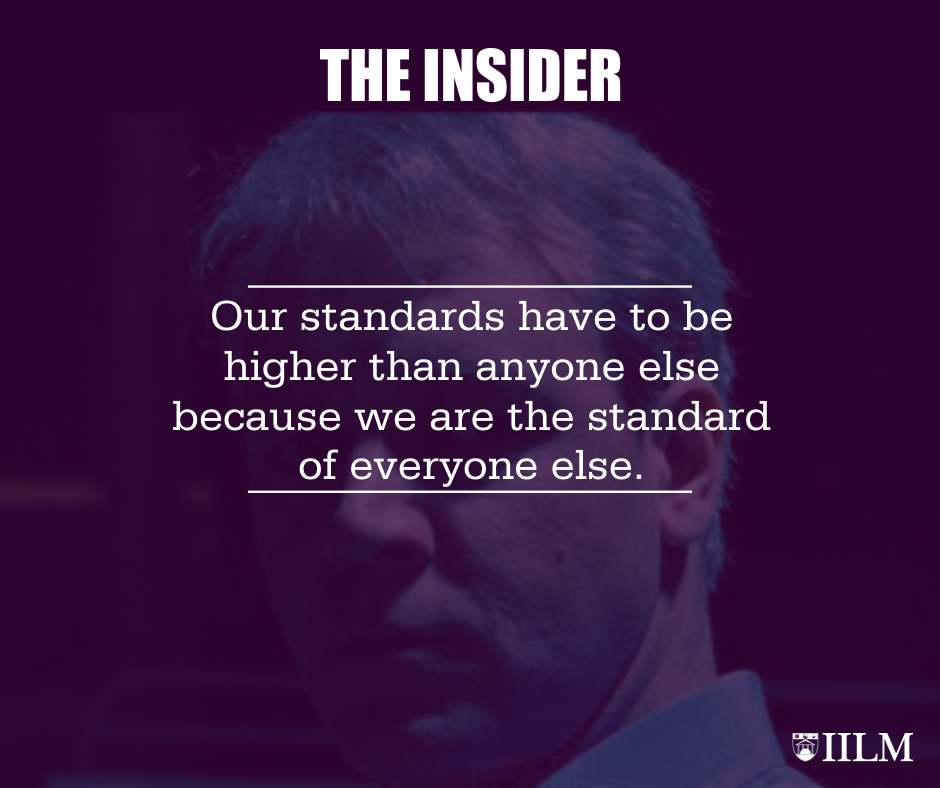 THE INSIDER
Our standards have to be
higher than anyone else
because we are the standard
of everyone else.
IILM